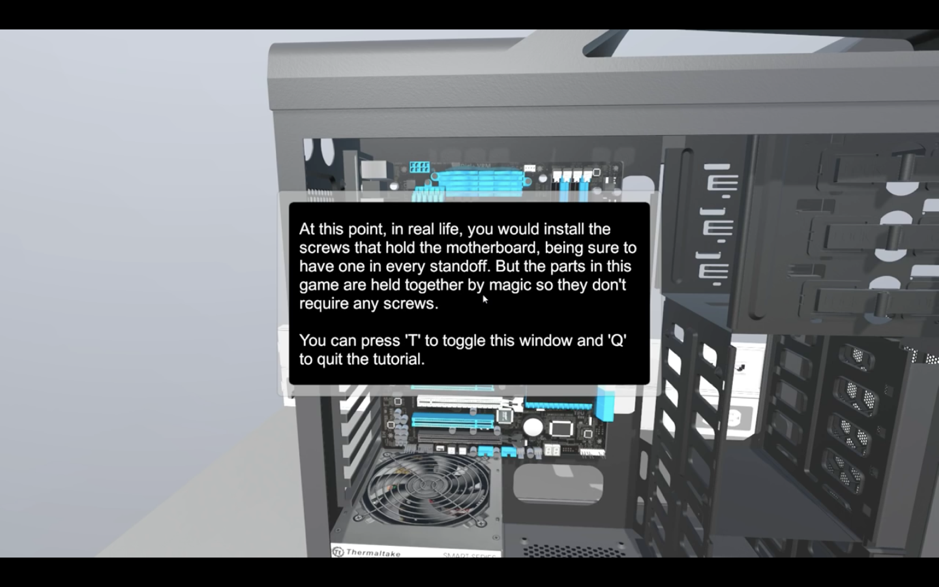 At this point, in real life, you would install the
screws that hold the motherboard, being sure to
have one in every standoff. But the parts in this
game are held together by magic so they don't
require any screws.
You can press 'T' to toggle this window and 'Q'
to quit the tutorial.
Thermaltake SMART SERIES